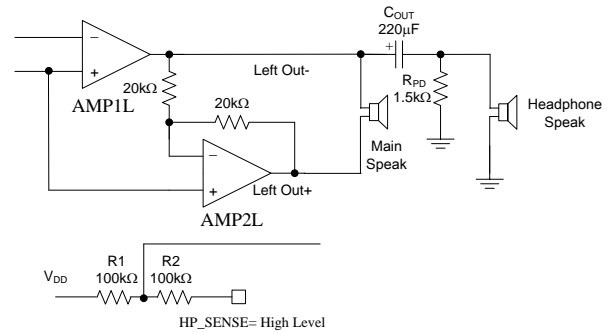 C_OUT
220µF
−
+
+
AMP1L
Left Out-
20kΩ
20kΩ
R_PD
1.5kΩ
Headphone
Speak
Main
Speak
−
+
Left Out+
AMP2L
V_DD
R1
100kΩ
R2
100kΩ
HP_SENSE= High Level